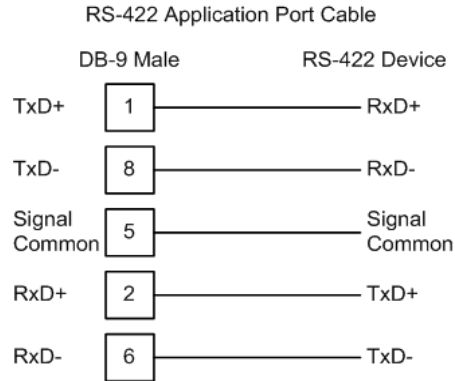 RS-422 Application Port Cable
DB-9 Male RS-422 Device
TxD+ 1 RxD+
TxD- 8 RxD-
Signal Common 5 Signal Common
RxD+ 2 TxD+
RxD- 6 TxD-